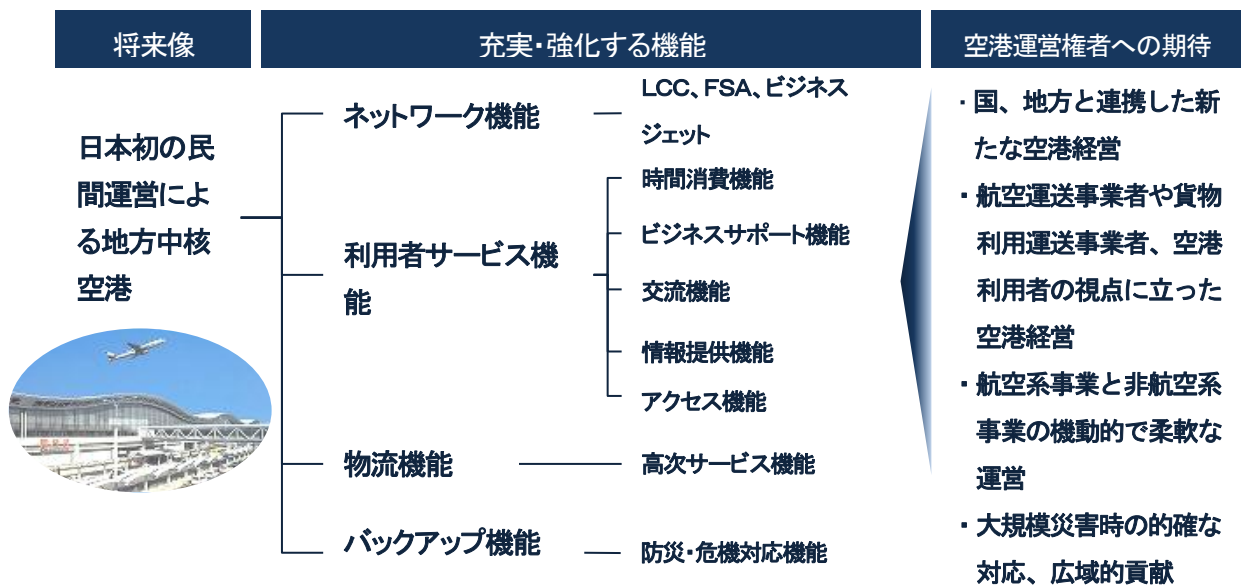 将来像
充実・強化する機能
空港運営権者への期待
日本初の民
間運営によ
る地方中核
空港
ネットワーク機能
LCC、FSA、ビジネス
ジェット
利用者サービス機
能
時間消費機能
ビジネスサポート機能
交流機能
情報提供機能
アクセス機能
物流機能
高次サービス機能
バックアップ機能
防災・危機対応機能
・国、地方と連携した新
たな空港経営
・航空運送事業者や貨物
利用運送事業者、空港
利用者の視点に立った
空港経営
・航空系事業と非航空系
事業の機動的で柔軟な
運営
・大規模災害時の的確な
対応、広域的貢献